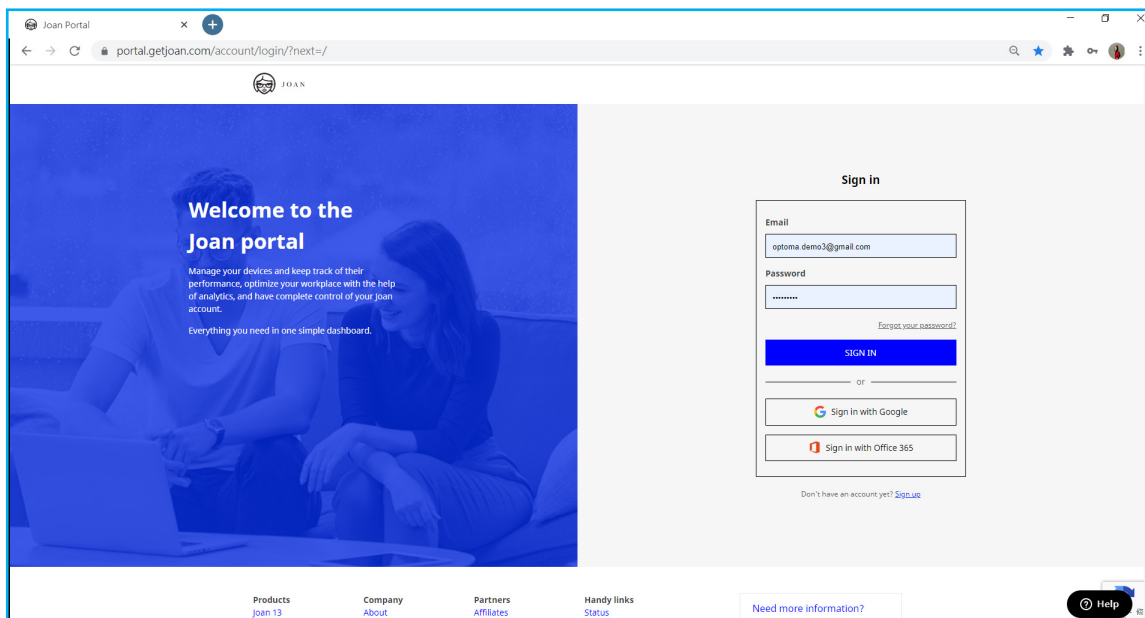 Joan Portal
portal.getjoan.com/account/login/?next=/
JOAN
Welcome to the
Joan portal
Manage your devices and keep track of their
performance, optimize your workplace with the help
of analytics, and have complete control of your Joan
account.
Everything you need in one simple dashboard.
Sign in
Email
optoma.demo3@gmail.com
Password
Forgot your password?
SIGN IN
or
Sign in with Google
Sign in with Office 365
Don't have an account yet? Sign up
Products Company Partners Handy links
Joan 13 About Affiliates Status
Need more information?
Help